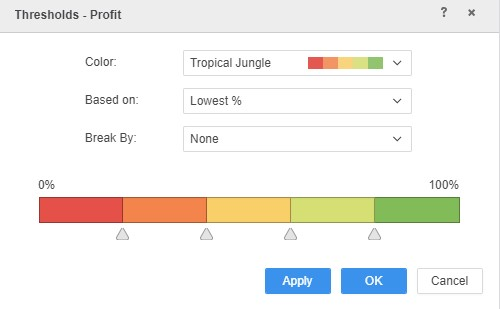 Thresholds - Profit ? ×
Color: Tropical Jungle
Based on: Lowest %
Break By: None
0% 100%
Apply OK Cancel